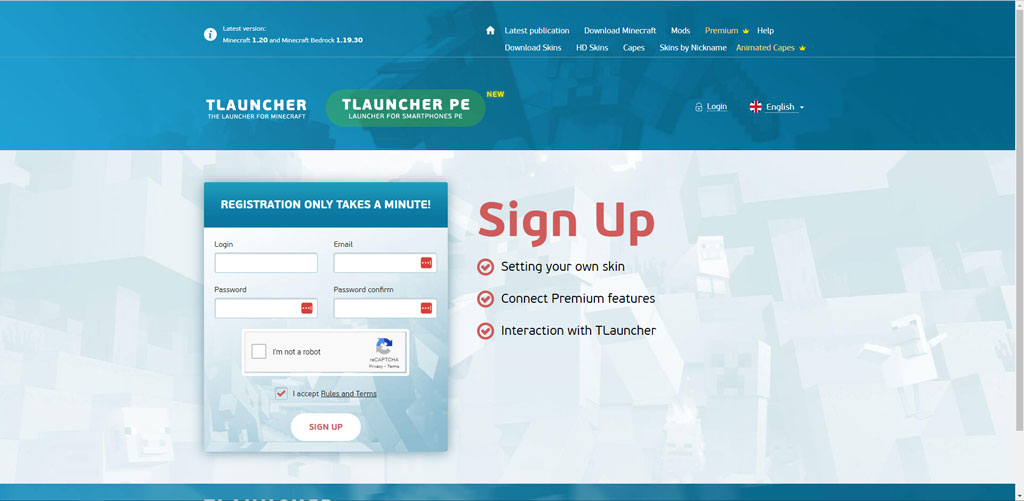 Latest version:
Minecraft 1.20 and Minecraft Bedrock 1.19.30
Latest publication Download Minecraft Mods Premium Help
Download Skins HD Skins Capes Skins by Nickname Animated Capes
TLAUNCHER
THE LAUNCHER FOR MINECRAFT
TLAUNCHER PE
LAUNCHER FOR SMARTPHONES PE
NEW
Login
English
REGISTRATION ONLY TAKES A MINUTE!
Login Email
Password Password confirm
I'm not a robot
reCAPTCHA
Privacy - Terms
I accept Rules and Terms
SIGN UP
Sign Up
Setting your own skin
Connect Premium features
Interaction with TLauncher